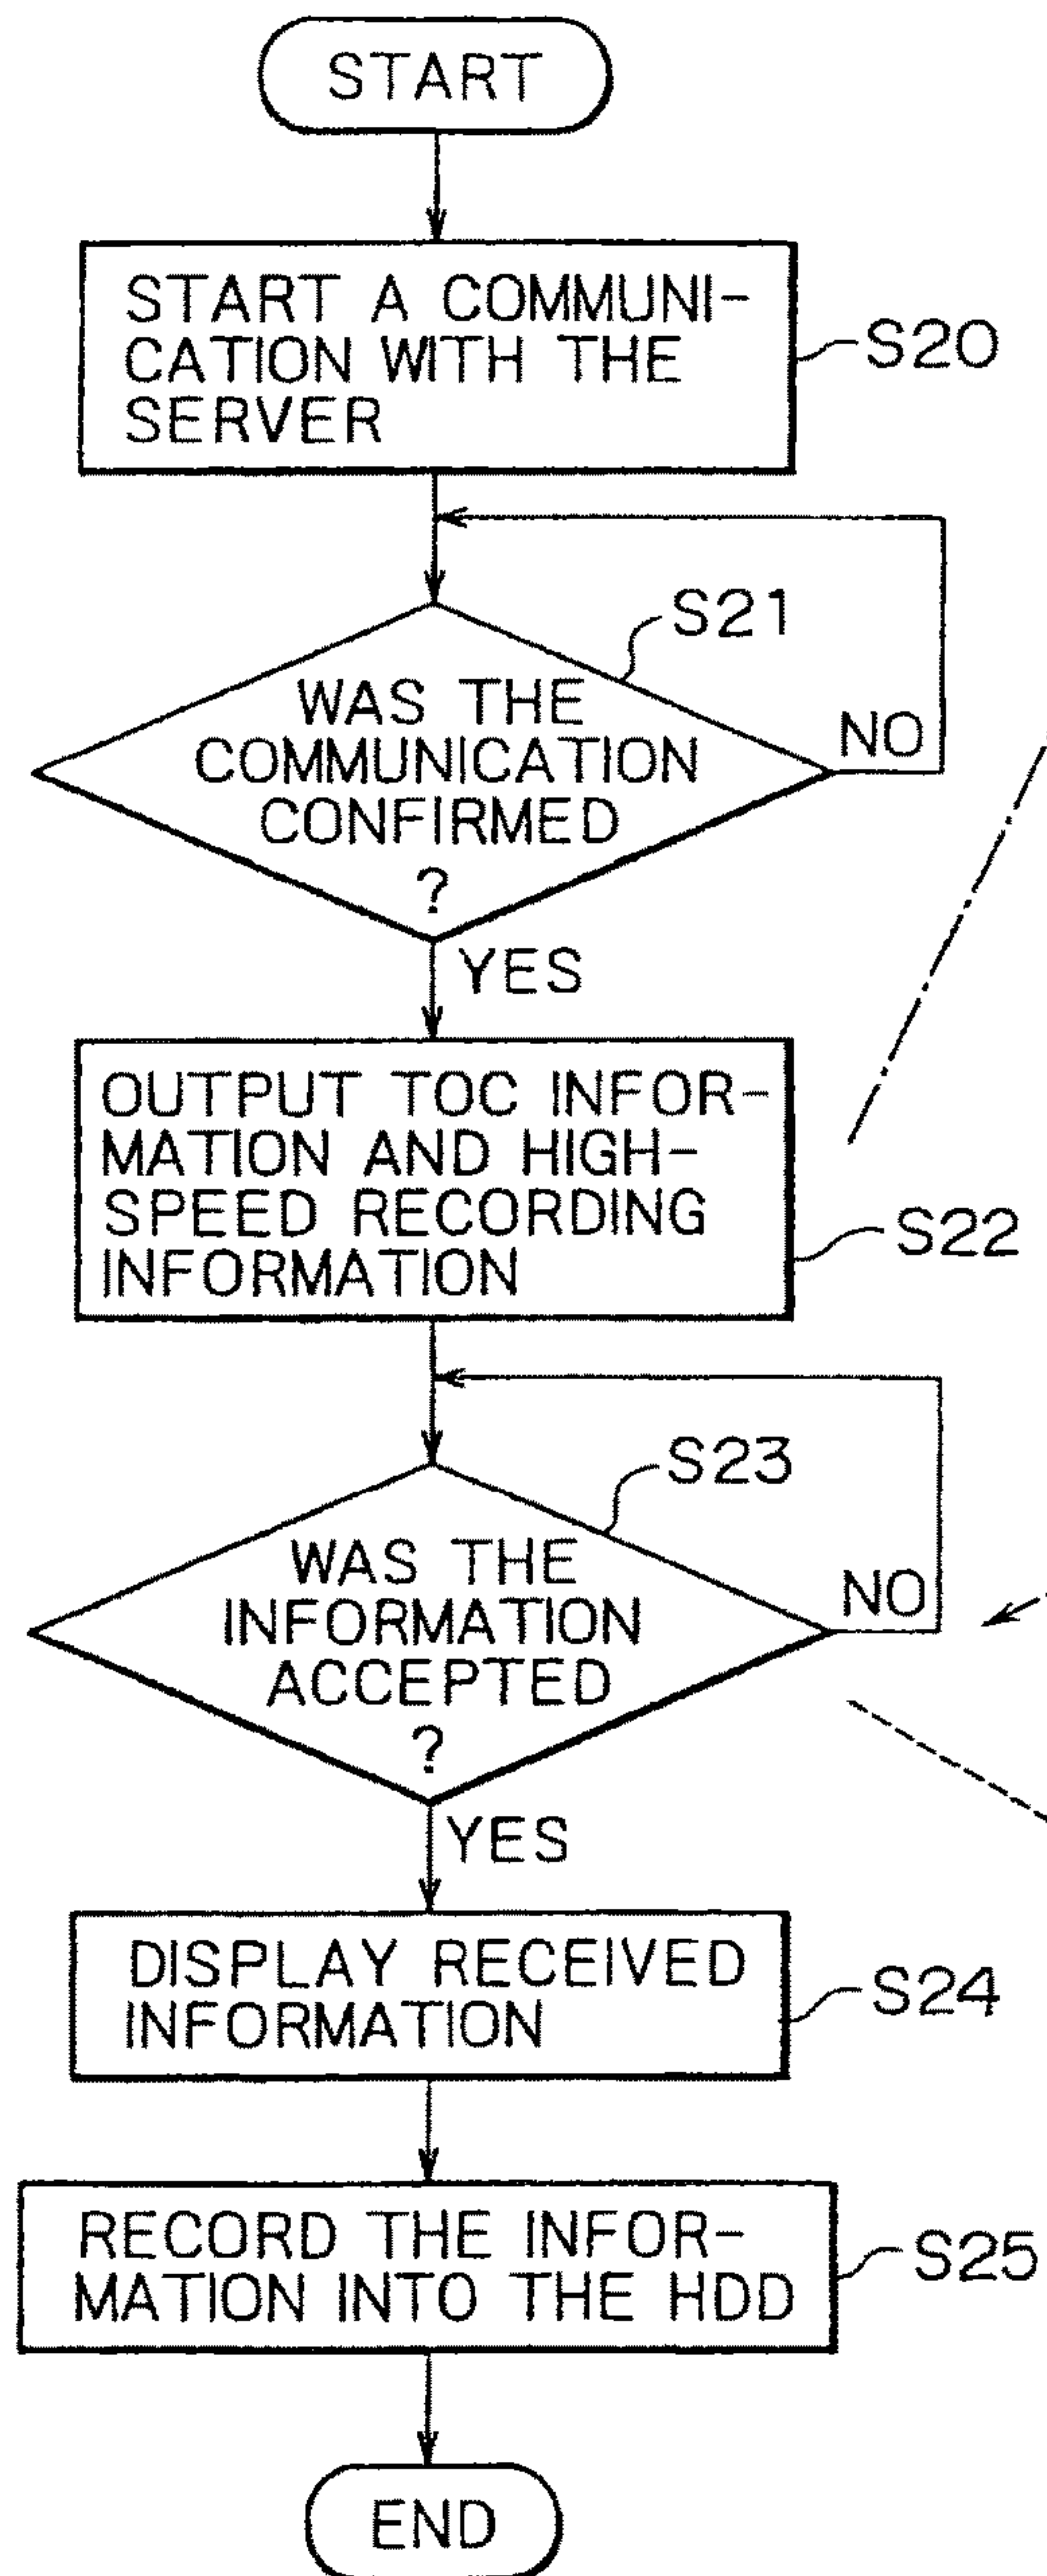 START
START A COMMUNI-
CATION WITH THE
SERVER
S20
S21
WAS THE
COMMUNICATION
CONFIRMED
?
NO
YES
OUTPUT TOC INFOR-
MATION AND HIGH-
SPEED RECORDING
INFORMATION
S22
S23
WAS THE
INFORMATION
ACCEPTED
?
NO
YES
DISPLAY RECEIVED
INFORMATION
S24
RECORD THE INFOR-
MATION INTO THE HDD
S25
END